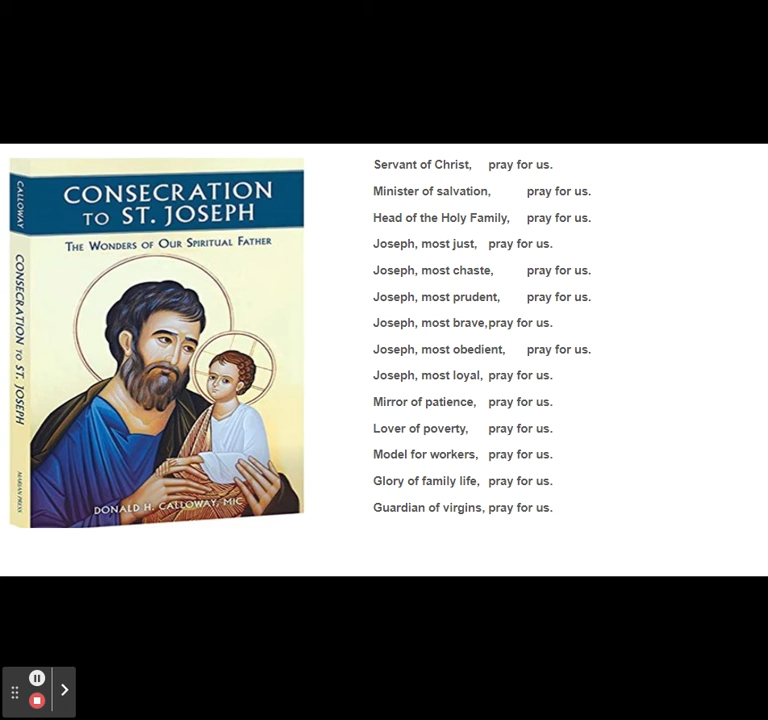 CONSECRATION
TO ST. JOSEPH
THE WONDERS OF OUR SPIRITUAL FATHER
DONALD H. CALLOWAY, MIC
CALLOWAY
CONSECRATION TO ST. JOSEPH
MARIAN PRESS
Servant of Christ, pray for us.
Minister of salvation, pray for us.
Head of the Holy Family, pray for us.
Joseph, most just, pray for us.
Joseph, most chaste, pray for us.
Joseph, most prudent, pray for us.
Joseph, most brave,pray for us.
Joseph, most obedient, pray for us.
Joseph, most loyal, pray for us.
Mirror of patience, pray for us.
Lover of poverty, pray for us.
Model for workers, pray for us.
Glory of family life, pray for us.
Guardian of virgins, pray for us.